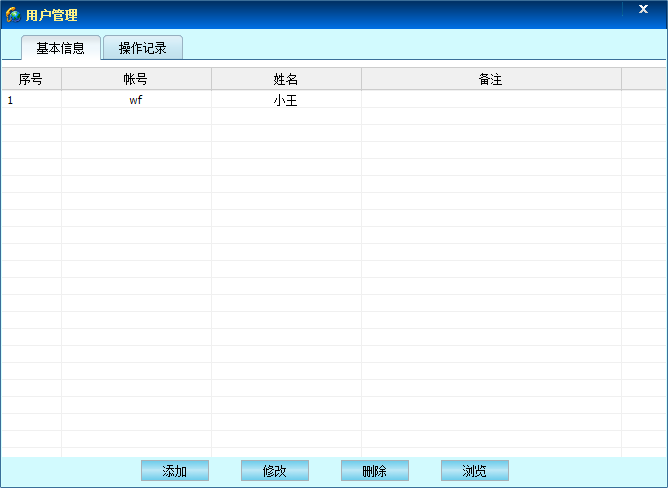 用户管理 X
基本信息 操作记录
序号 帐号 姓名 备注
1 wf 小王
添加 修改 删除 浏览